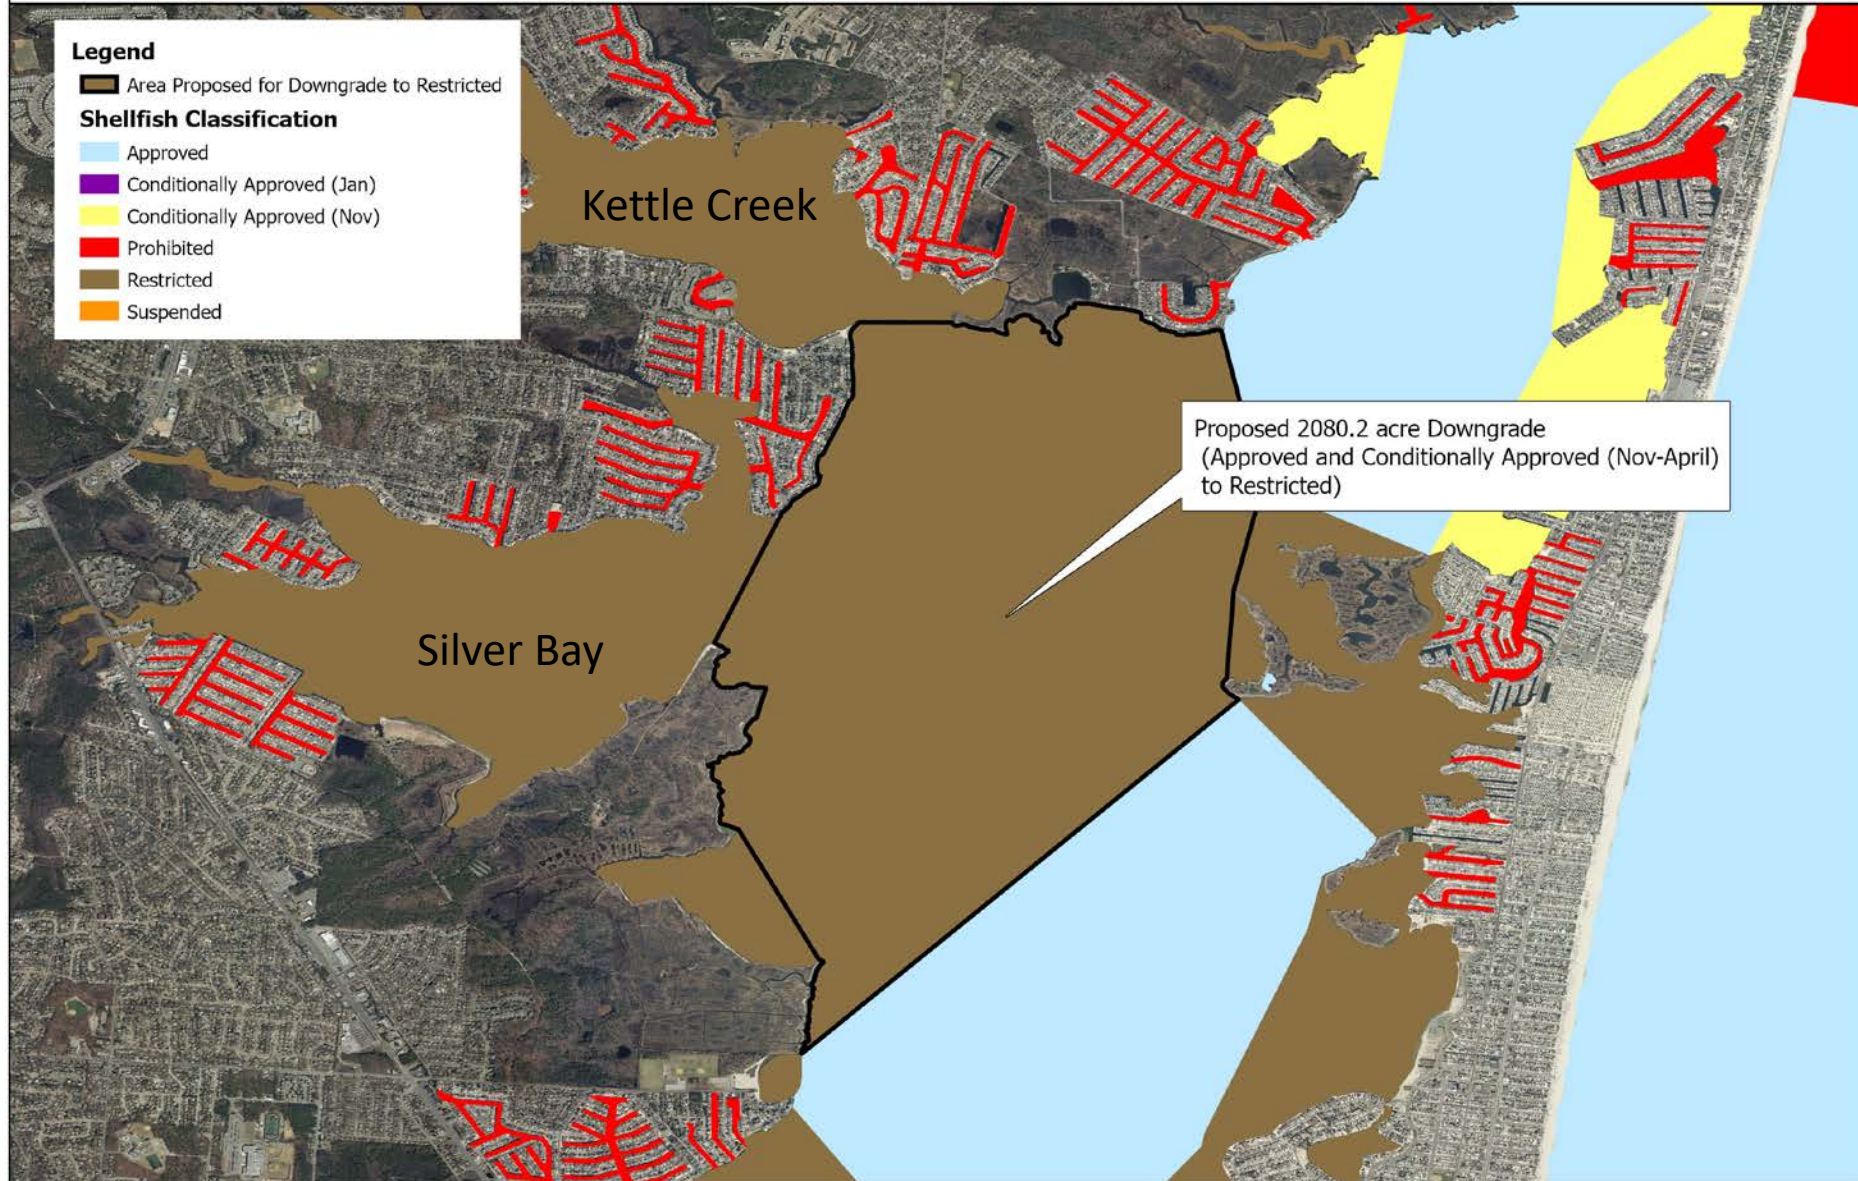 Legend
Area Proposed for Downgrade to Restricted
Shellfish Classification
Approved
Conditionally Approved (Jan)
Conditionally Approved (Nov)
Prohibited
Restricted
Suspended
Kettle Creek
Proposed 2080.2 acre Downgrade
(Approved and Conditionally Approved (Nov-April)
to Restricted)
Silver Bay